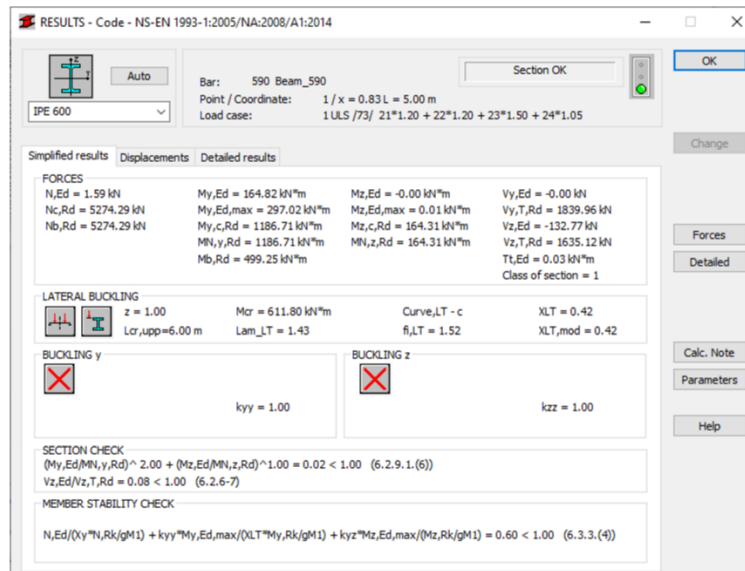 RESULTS - Code - NS-EN 1993-1:2005/NA:2008/A1:2014
Auto
IPE 600
Bar: 590 Beam_590
Point / Coordinate: 1 / x = 0.83 L = 5.00 m
Load case: 1 ULS /73/ 21*1.20 + 22*1.20 + 23*1.50 + 24*1.05
Section OK
OK
Change
Simplified results Displacements Detailed results
FORCES
N,Ed = 1.59 kN My,Ed = 164.82 kN*m Mz,Ed = -0.00 kN*m Vy,Ed = -0.00 kN
Nc,Rd = 5274.29 kN My,Ed,max = 297.02 kN*m Mz,Ed,max = 0.01 kN*m Vy,T,Rd = 1839.96 kN
Nb,Rd = 5274.29 kN My,c,Rd = 1186.71 kN*m Mz,c,Rd = 164.31 kN*m Vz,Ed = -132.77 kN
MN,y,Rd = 1186.71 kN*m MN,z,Rd = 164.31 kN*m Vz,T,Rd = 1635.12 kN
Mb,Rd = 499.25 kN*m Tt,Ed = 0.03 kN*m
Class of section = 1
Forces
Detailed
LATERAL BUCKLING
z = 1.00 Mcr = 611.80 kN*m Curve,LT - c XLT = 0.42
Lcr,upp=6.00 m Lam_LT = 1.43 fi,LT = 1.52 XLT,mod = 0.42
BUCKLING y BUCKLING z
kyy = 1.00 kzz = 1.00
Calc. Note
Parameters
Help
SECTION CHECK
(My,Ed/MN,y,Rd)^ 2.00 + (Mz,Ed/MN,z,Rd)^1.00 = 0.02 < 1.00 (6.2.9.1.(6))
Vz,Ed/Vz,T,Rd = 0.08 < 1.00 (6.2.6-7)
MEMBER STABILITY CHECK
N,Ed/(Xy*N,Rk/gM1) + kyy*My,Ed,max/(XLT*My,Rk/gM1) + kyz*Mz,Ed,max/(Mz,Rk/gM1) = 0.60 < 1.00 (6.3.3.(4))